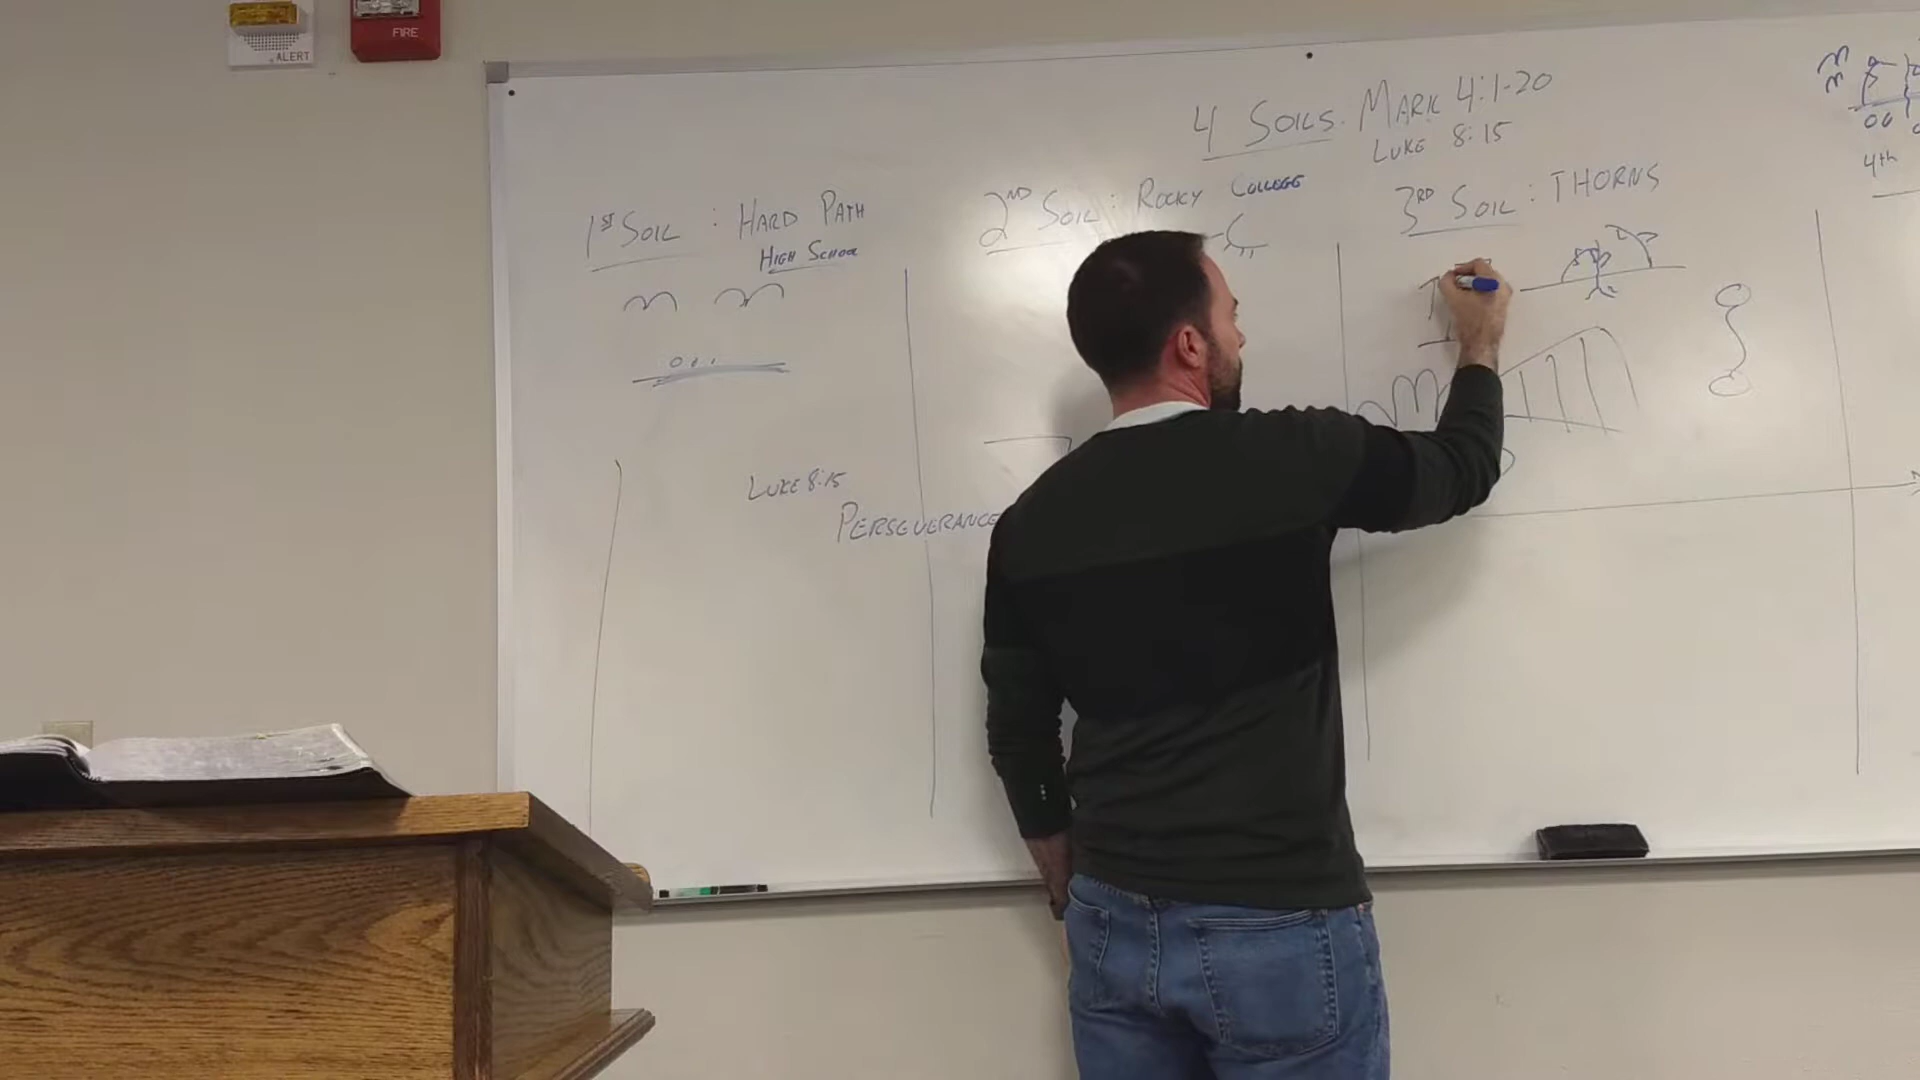 FIRE
ALERT
4 SOILS. MARK 4:1-20
LUKE 8:15
1ST SOIL : HARD PATH
HIGH SCHOOL
2ND SOIL : ROCKY COLLEGE
3RD SOIL : THORNS
4th
LUKE 8:15
PERSEVERANCE